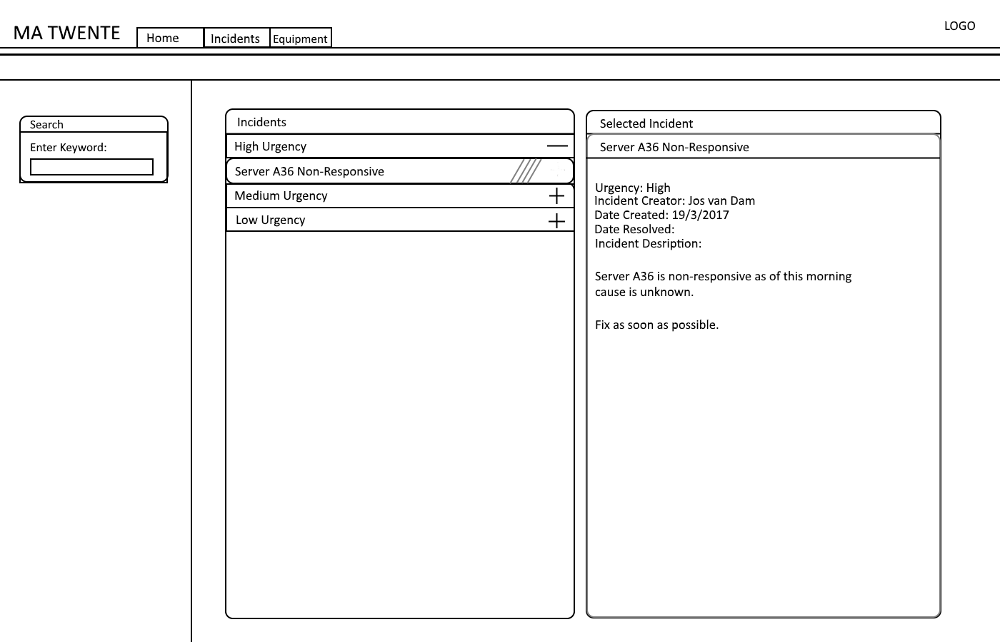 MA TWENTE
Home
Incidents
Equipment
LOGO
Search
Enter Keyword:
Incidents
High Urgency
Server A36 Non-Responsive
Medium Urgency
Low Urgency
Selected Incident
Server A36 Non-Responsive
Urgency: High
Incident Creator: Jos van Dam
Date Created: 19/3/2017
Date Resolved:
Incident Desription:
Server A36 is non-responsive as of this morning
cause is unknown.
Fix as soon as possible.